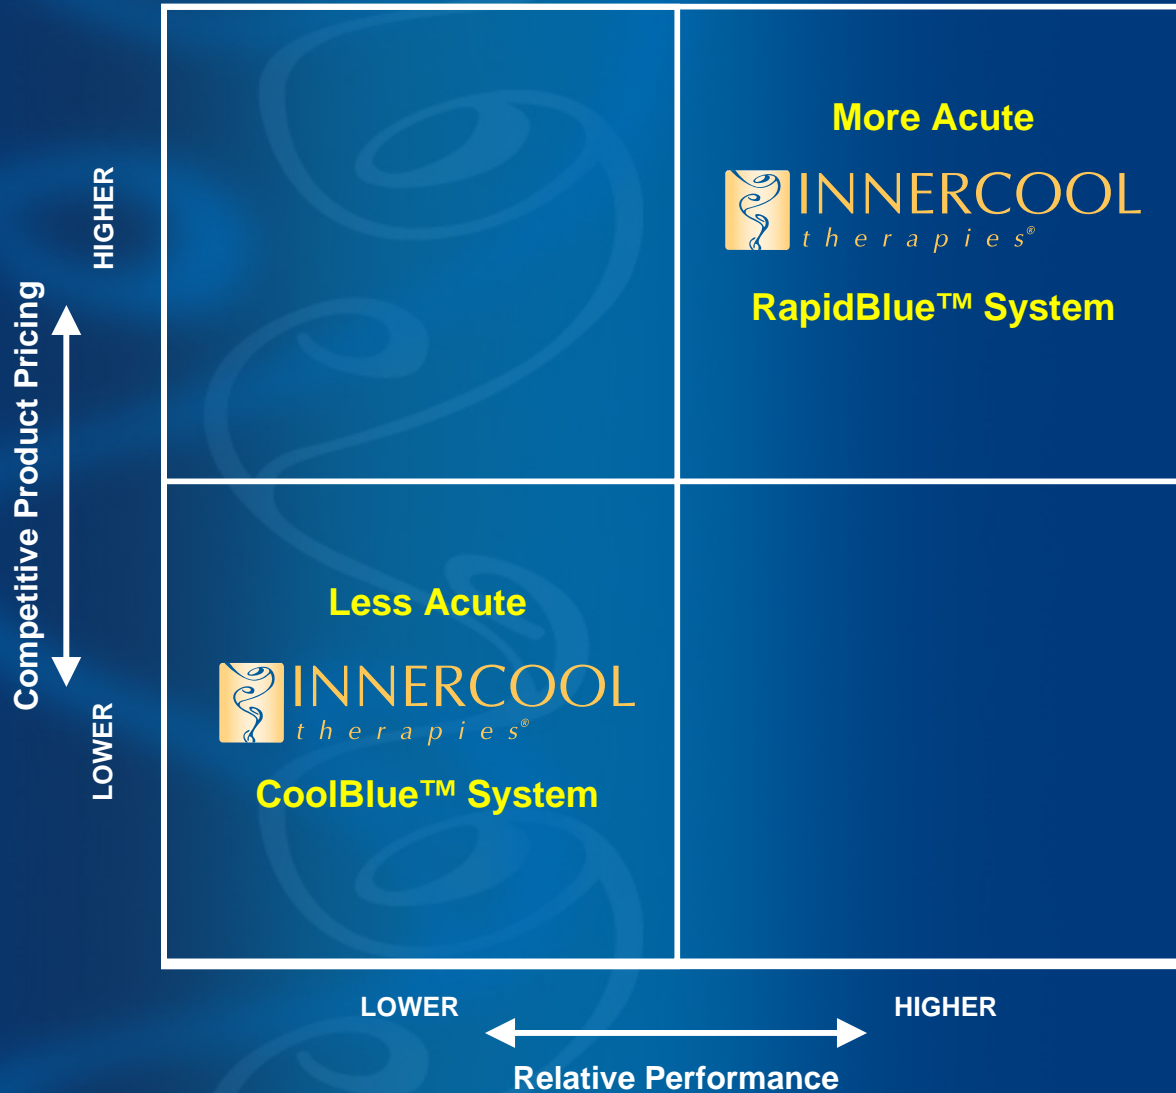 More Acute
INNERCOOL
therapies®
RapidBlue™ System
HIGHER
Competitive Product Pricing
LOWER
Less Acute
INNERCOOL
therapies®
CoolBlue™ System
LOWER
HIGHER
Relative Performance